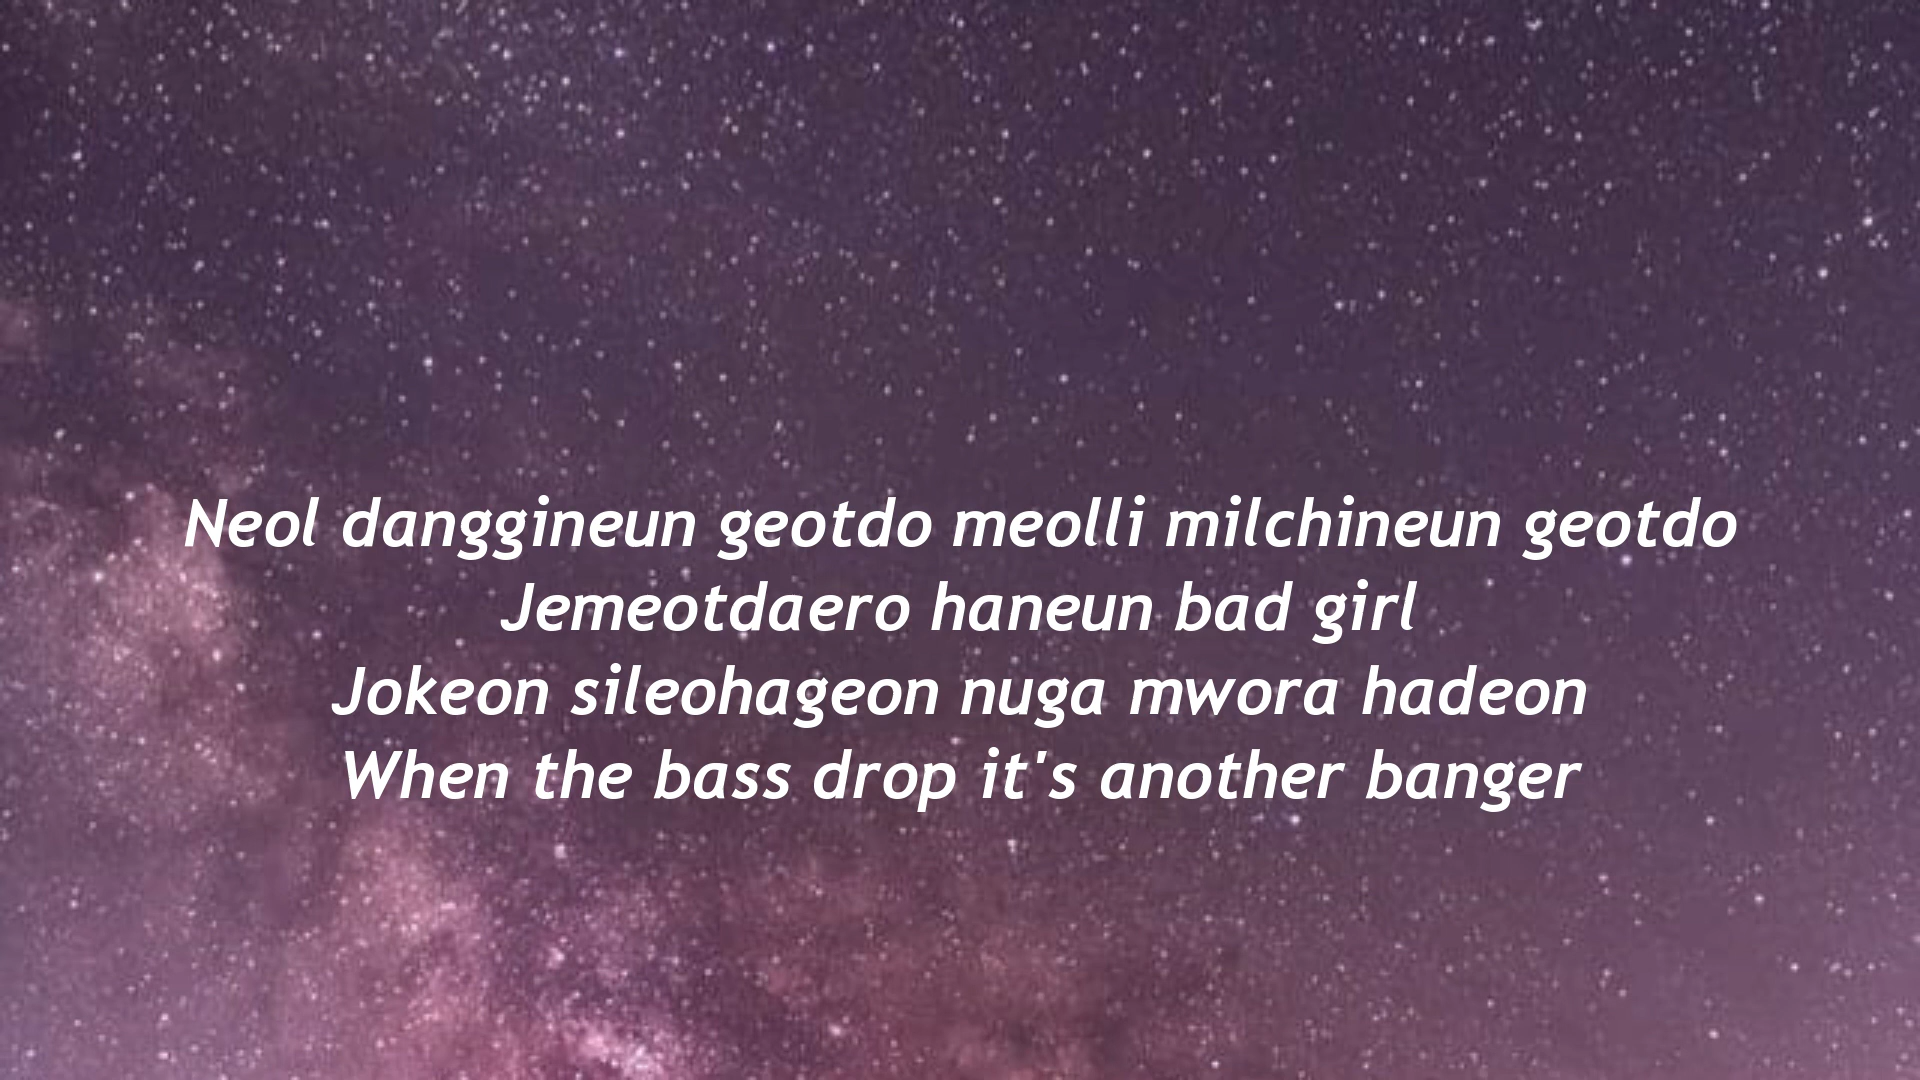 Neol danggineun geotdo meolli milchineun geotdo
Jemeotdaero haneun bad girl
Jokeon sileohageon nuga mwora hadeon
When the bass drop it's another banger